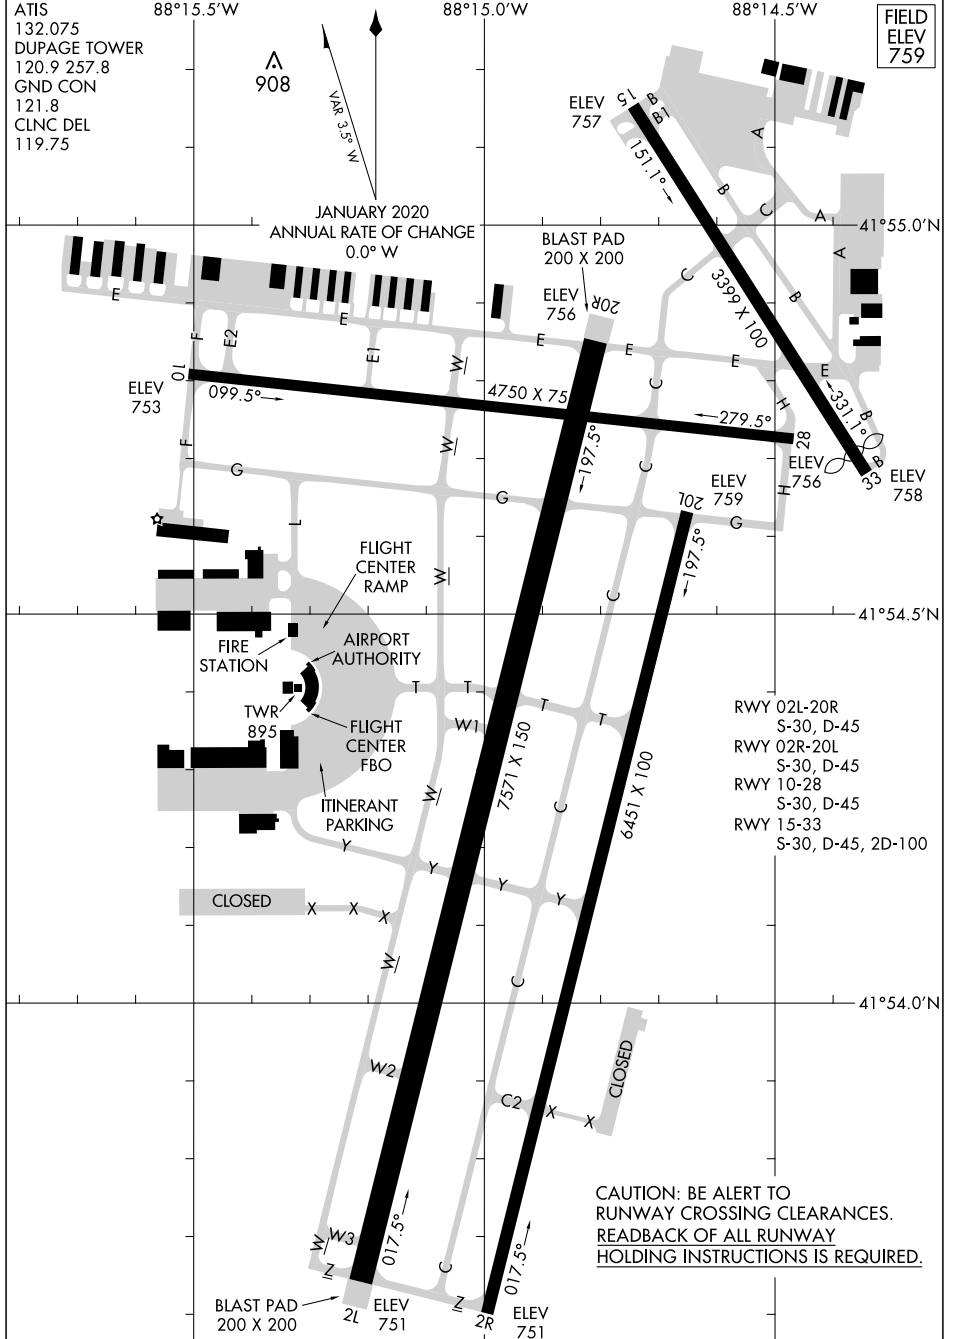 ATIS
132.075
DUPAGE TOWER
120.9 257.8
GND CON
121.8
CLNC DEL
119.75
88°15.5'W
88°15.0'W
88°14.5'W
FIELD
ELEV
759
908
VAR 3.5° W
JANUARY 2020
ANNUAL RATE OF CHANGE
0.0° W
ELEV
757
15
B
B1
A
151.1°
B
C
A
41°55.0'N
A
BLAST PAD
200 X 200
C
3399 X 100
B
ELEV
756
20R
E
E
E
E
E
E
F
E2
E1
W
C
H
331.1°
B
10
ELEV
753
099.5°
4750 X 75
279.5°
28
ELEV
756
33
B
ELEV
758
F
W
197.5°
C
H
G
G
G
20L
ELEV
759
L
W
197.5°
C
FLIGHT
CENTER
RAMP
41°54.5'N
FIRE
STATION
AIRPORT
AUTHORITY
TWR
895
FLIGHT
CENTER
FBO
T
T
T
T
W1
7571 X 150
6451 X 100
RWY 02L-20R
S-30, D-45
RWY 02R-20L
S-30, D-45
RWY 10-28
S-30, D-45
RWY 15-33
S-30, D-45, 2D-100
ITINERANT
PARKING
W
C
Y
Y
Y
Y
CLOSED
X
X
X
W
C
41°54.0'N
W2
C2
X
X
CLOSED
CAUTION: BE ALERT TO
RUNWAY CROSSING CLEARANCES.
READBACK OF ALL RUNWAY
HOLDING INSTRUCTIONS IS REQUIRED.
W
W3
017.5°
C
017.5°
Z
Z
BLAST PAD
200 X 200
2L
ELEV
751
2R
ELEV
751